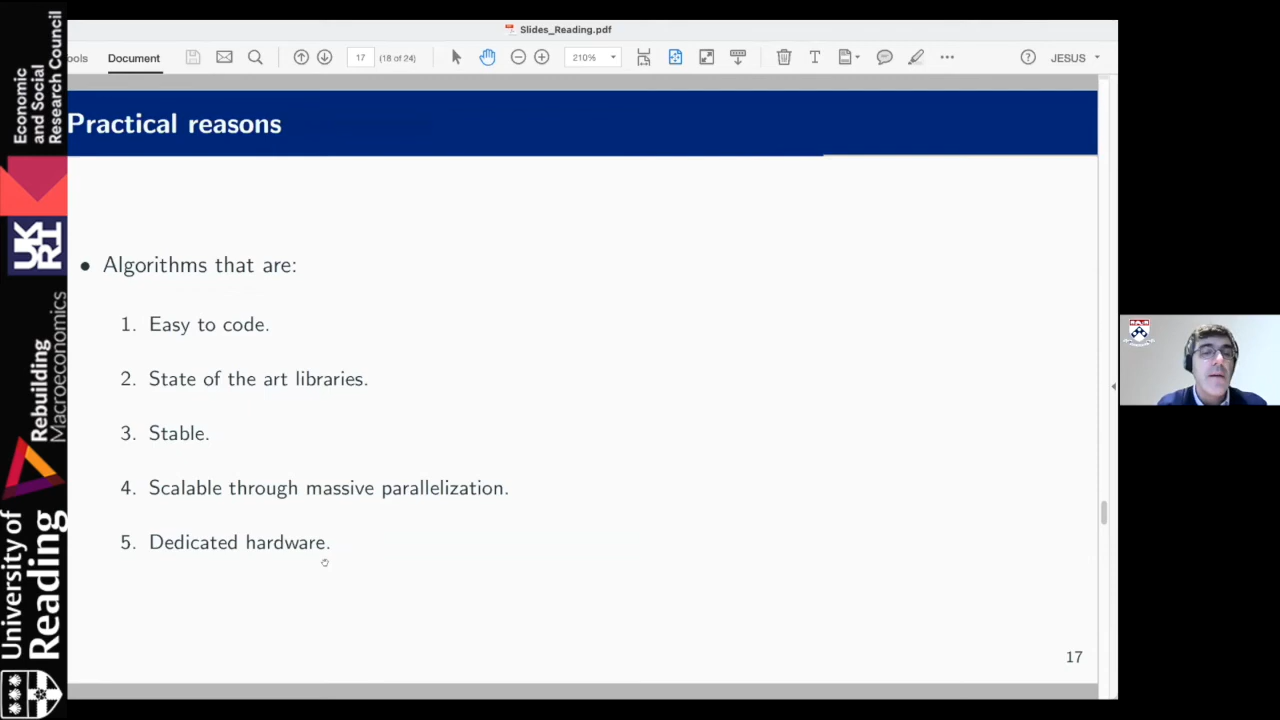 Slides_Reading.pdf
ools
Document
17
(18 of 24)
210%
JESUS
Practical reasons
• Algorithms that are:
1. Easy to code.
2. State of the art libraries.
3. Stable.
4. Scalable through massive parallelization.
5. Dedicated hardware.
17
Economic
and Social
Research Council
UKRI
Rebuilding
Macroeconomics
University of
Reading